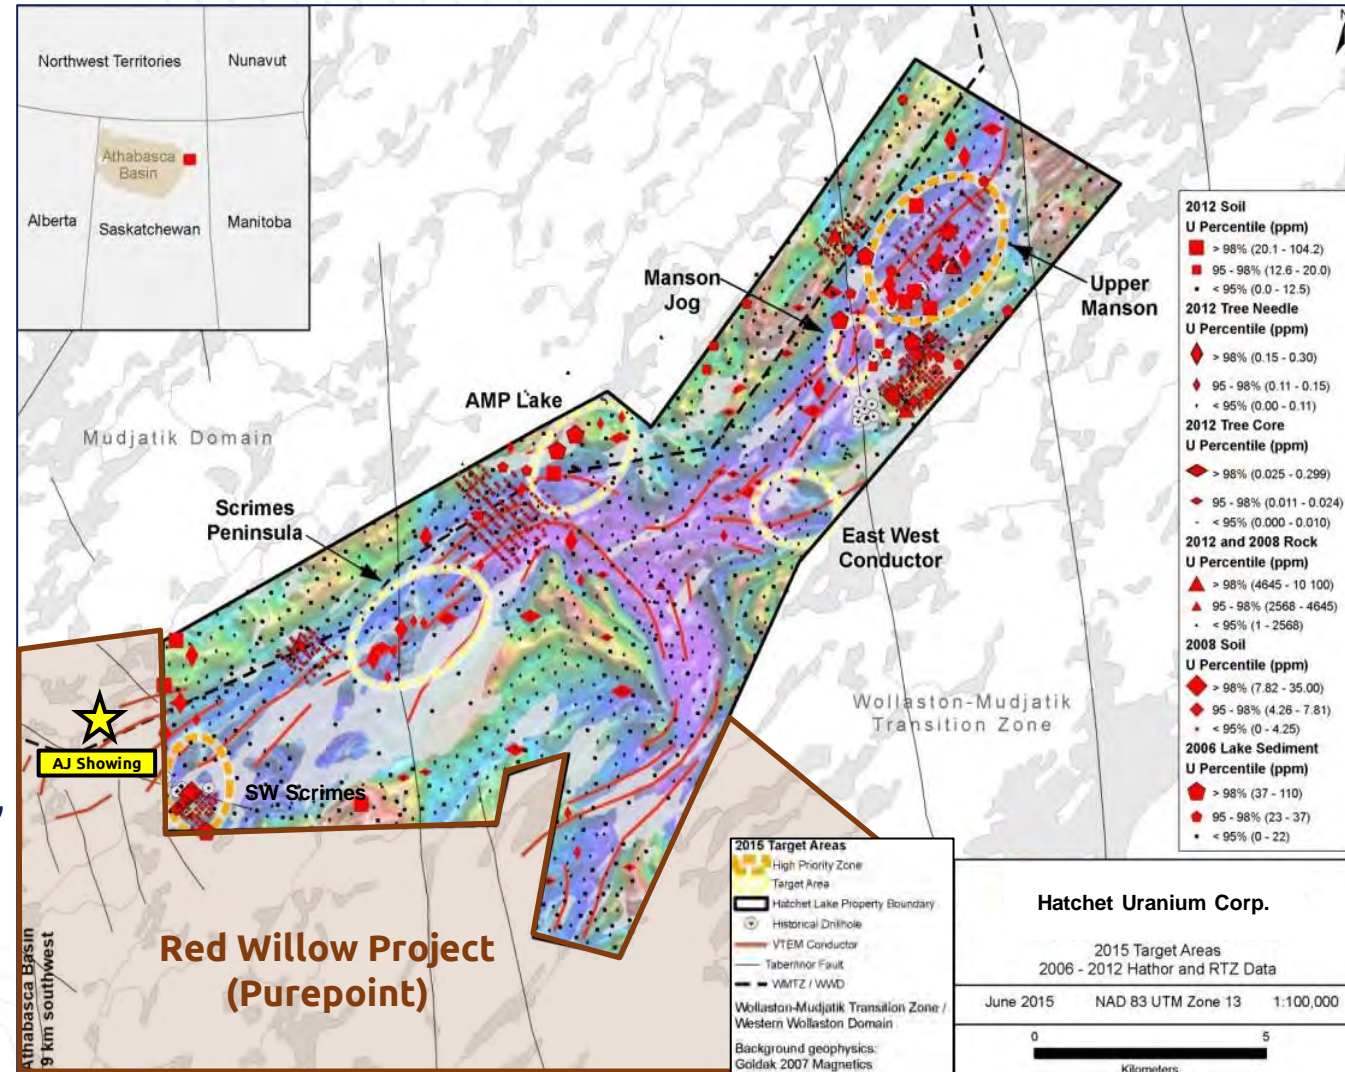 Northwest Territories
Nunavut
Athabasca
Basin
Alberta
Saskatchewan
Manitoba
Manson
Jog
Upper
Manson
AMP Lake
Mudjatik Domain
Scrimes
Peninsula
East West
Conductor
Wollaston-Mudjatik
Transition Zone
AJ Showing
SW Scrimes
Red Willow Project
(Purepoint)
Athabasca Basin
9 km southwest
2012 Soil
U Percentile (ppm)
> 98% (20.1 - 104.2)
95 - 98% (12.6 - 20.0)
< 95% (0.0 - 12.5)
2012 Tree Needle
U Percentile (ppm)
> 98% (0.15 - 0.30)
95 - 98% (0.11 - 0.15)
< 95% (0.00 - 0.11)
2012 Tree Core
U Percentile (ppm)
> 98% (0.025 - 0.299)
95 - 98% (0.011 - 0.024)
< 95% (0.000 - 0.010)
2012 and 2008 Rock
U Percentile (ppm)
> 98% (4645 - 10 100)
95 - 98% (2568 - 4645)
< 95% (1 - 2568)
2008 Soil
U Percentile (ppm)
> 98% (7.82 - 35.00)
95 - 98% (4.26 - 7.81)
< 95% (0 - 4.25)
2006 Lake Sediment
U Percentile (ppm)
> 98% (37 - 110)
95 - 98% (23 - 37)
< 95% (0 - 22)
2015 Target Areas
High Priority Zone
Target Area
Hatchet Lake Property Boundary
Historical Drillhole
VTEM Conductor
Tabernor Fault
WMTZ / WWD
Wollaston-Mudjatik Transition Zone /
Western Wollaston Domain
Background geophysics:
Goldak 2007 Magnetics
Hatchet Uranium Corp.
2015 Target Areas
2006 - 2012 Hathor and RTZ Data
June 2015 NAD 83 UTM Zone 13 1:100,000
0 5
Kilometers